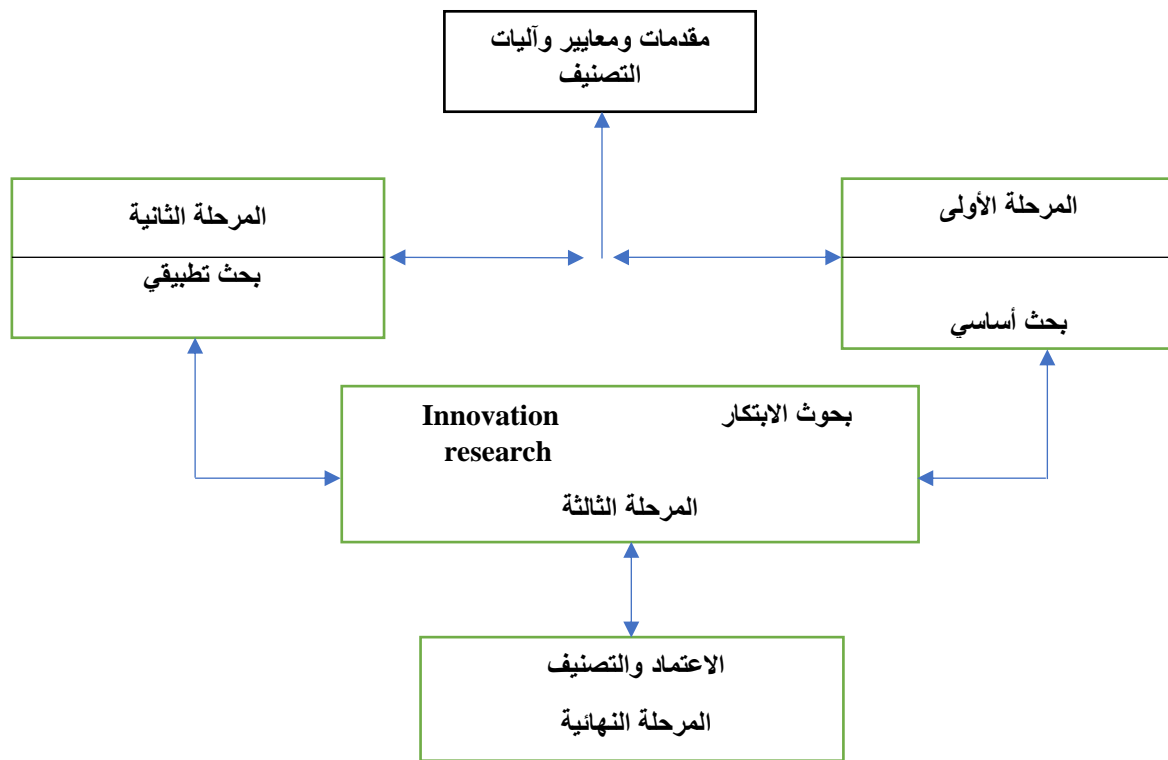 مقدمات ومعايير وآليات
التصنيف
المرحلة الأولى
بحث أساسي
المرحلة الثانية
بحث تطبيقي
بحوث الابتكار
Innovation
research
المرحلة الثالثة
الاعتماد والتصنيف
المرحلة النهائية